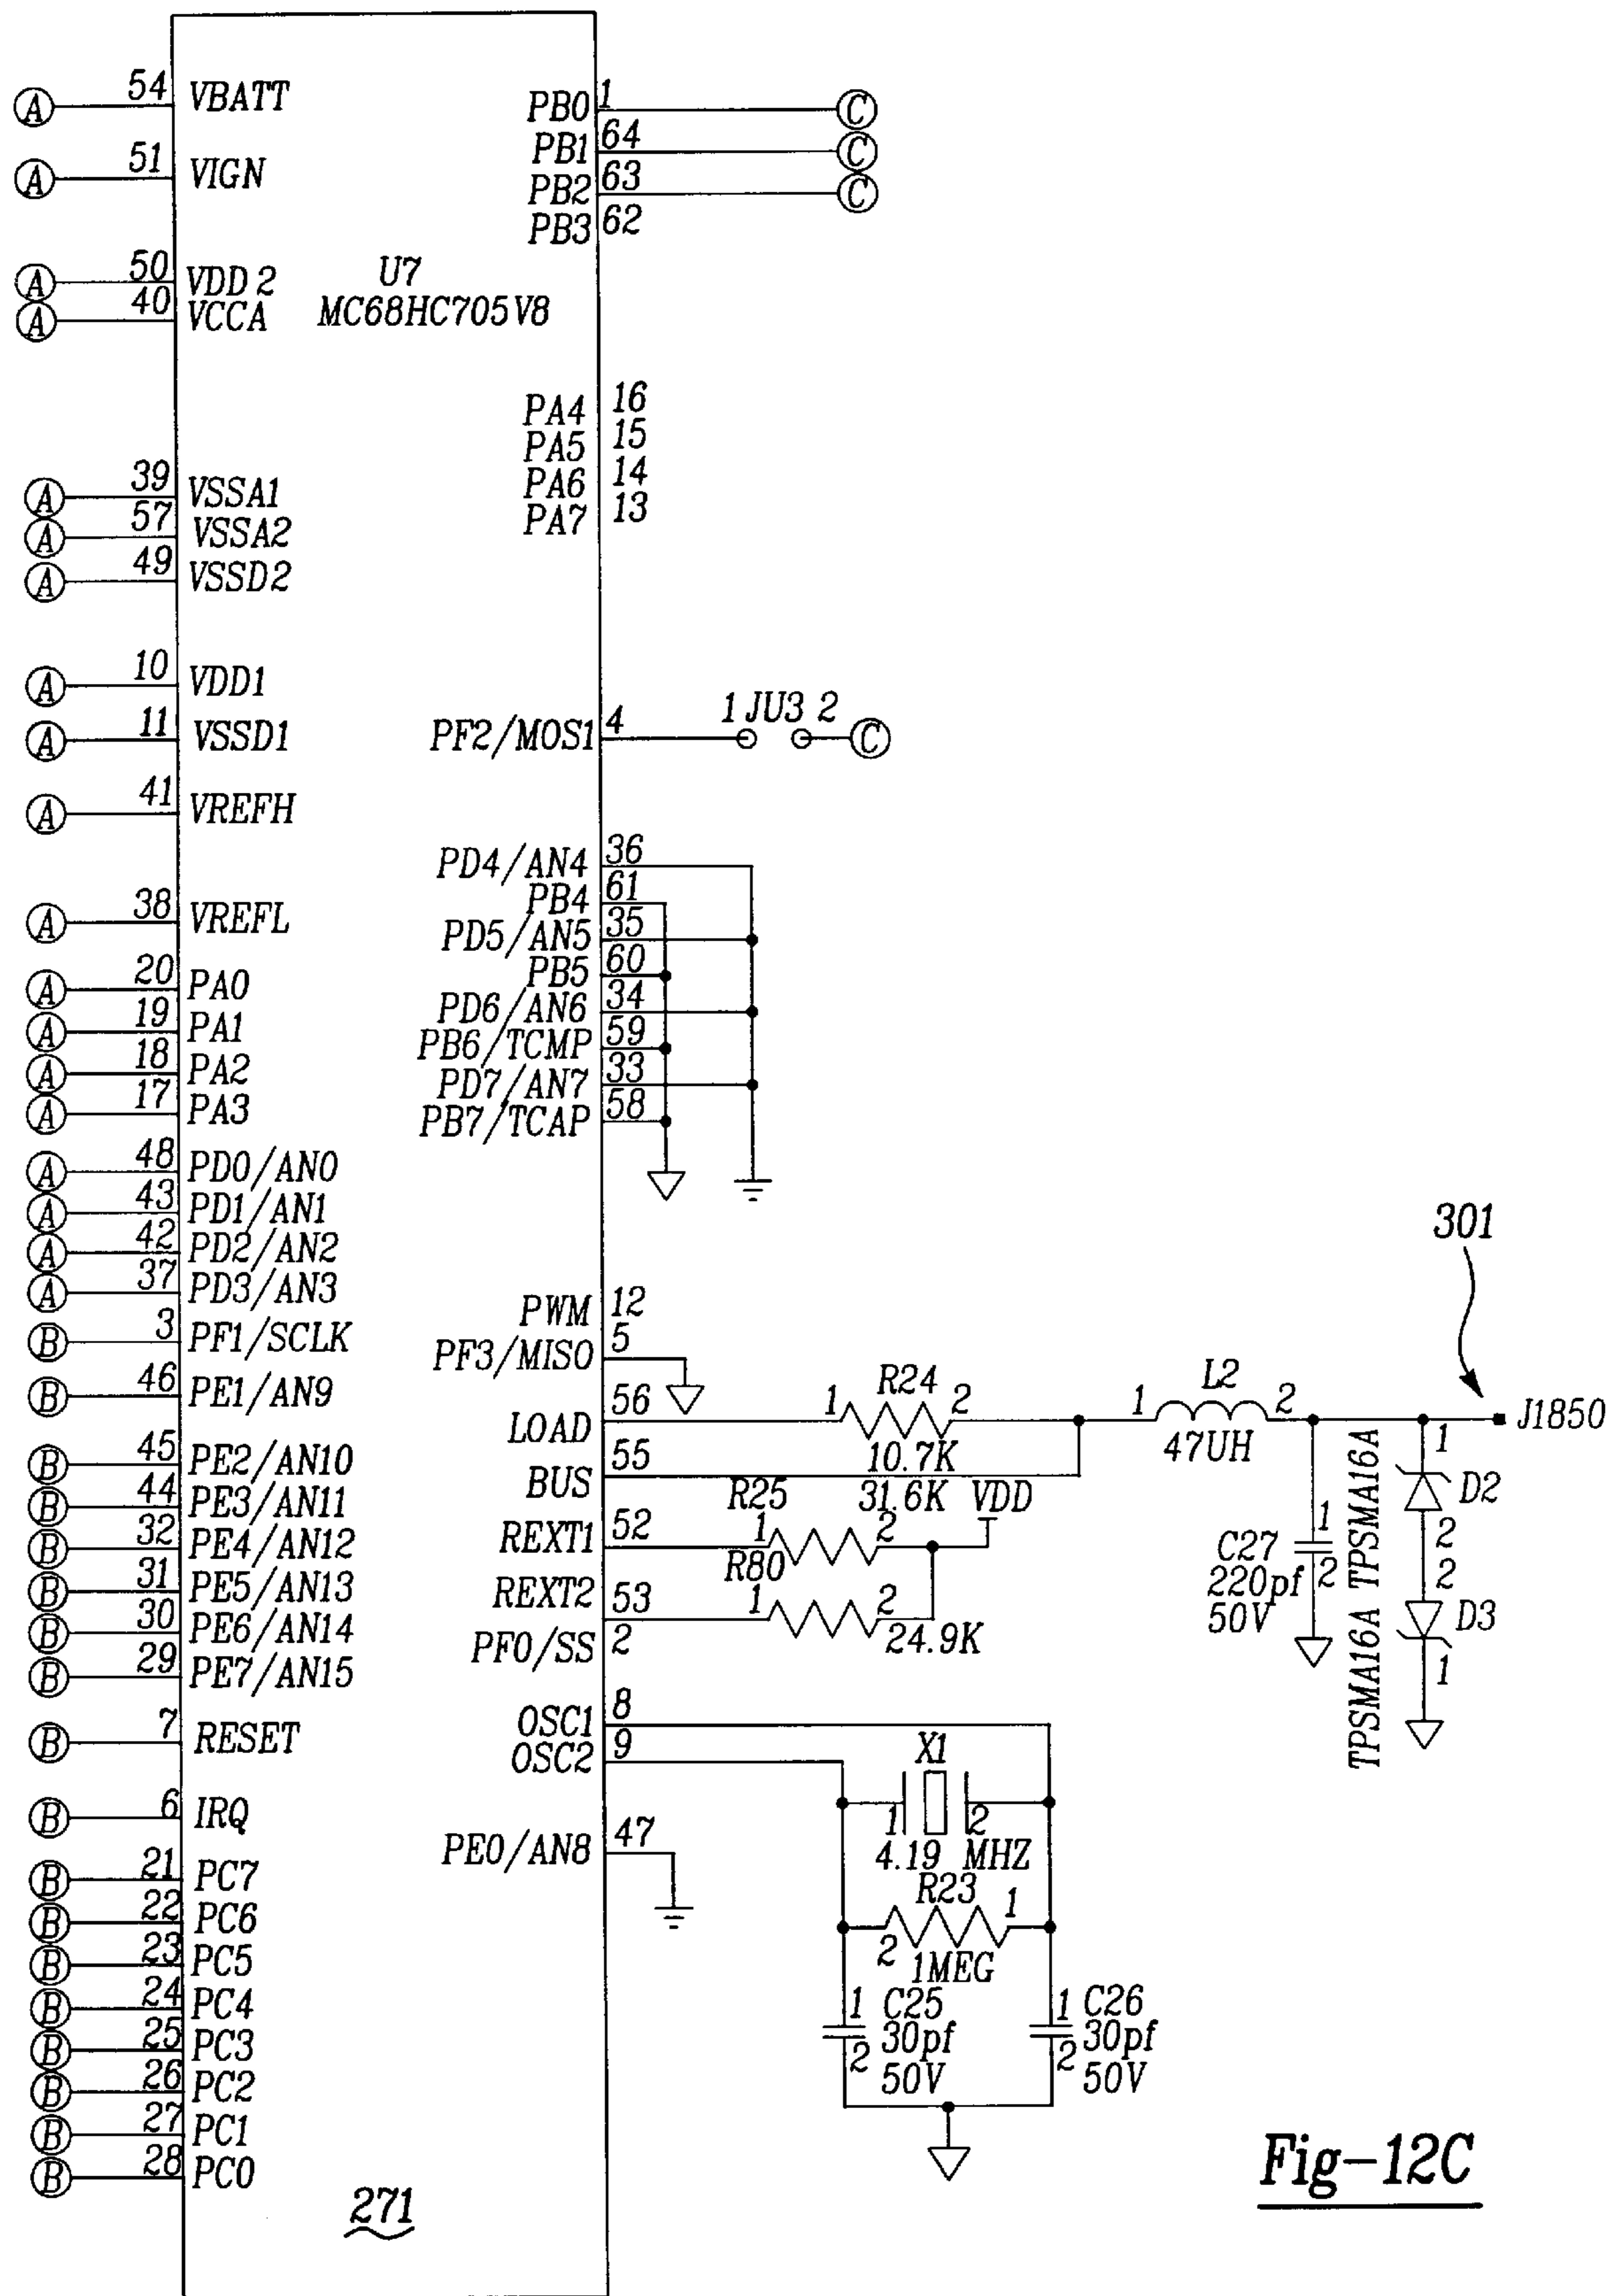 U7
MC68HC705V8
A 54 VBATT
A 51 VIGN
A 50 VDD2
A 40 VCCA
A 39 VSSA1
A 57 VSSA2
A 49 VSSD2
A 10 VDD1
A 11 VSSD1
A 41 VREFH
A 38 VREFL
A 20 PA0
A 19 PA1
A 18 PA2
A 17 PA3
A 48 PD0/AN0
A 43 PD1/AN1
A 42 PD2/AN2
A 37 PD3/AN3
B 3 PF1/SCLK
B 46 PE1/AN9
B 45 PE2/AN10
B 44 PE3/AN11
B 32 PE4/AN12
B 31 PE5/AN13
B 30 PE6/AN14
B 29 PE7/AN15
B 7 RESET
B 6 IRQ
B 21 PC7
B 22 PC6
B 23 PC5
B 24 PC4
B 25 PC3
B 26 PC2
B 27 PC1
B 28 PC0
271
PB0 1 C
PB1 64 C
PB2 63 C
PB3 62
PA4 16
PA5 15
PA6 14
PA7 13
PF2/MOS1 4 1 JU3 2 C
PD4/AN4 36
PB4 61
PD5/AN5 35
PB5 60
PD6/AN6 34
PB6/TCMP 59
PD7/AN7 33
PB7/TCAP 58
PWM 12
PF3/MISO 5
LOAD 56 1 R24 2
10.7K
BUS 55
R25 31.6K VDD
REXT1 52 1 2
R80
REXT2 53 1 2
24.9K
PF0/SS 2
OSC1 8
OSC2 9
PE0/AN8 47
1 L2 2
47UH
301
J1850
C27
220pf
50V
1
2
TPSMA16A TPSMA16A
1
D2
2
2
D3
1
X1
1 2
4.19 MHZ
R23 1
2 1MEG
1 C25
30pf
2 50V
1 C26
30pf
2 50V
Fig-12C